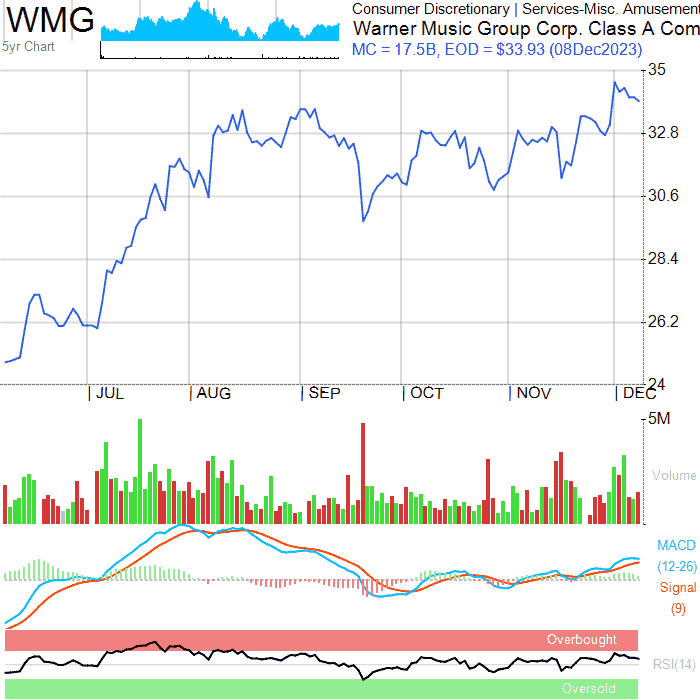 WMG
5yr Chart
Consumer Discretionary | Services-Misc. Amusement
Warner Music Group Corp. Class A Com
MC = 17.5B, EOD = $33.93 (08Dec2023)
35
32.8
30.6
28.4
26.2
24
JUL AUG SEP OCT NOV DEC
5M
Volume
MACD
(12-26)
Signal
(9)
Overbought
RSI(14)
Oversold